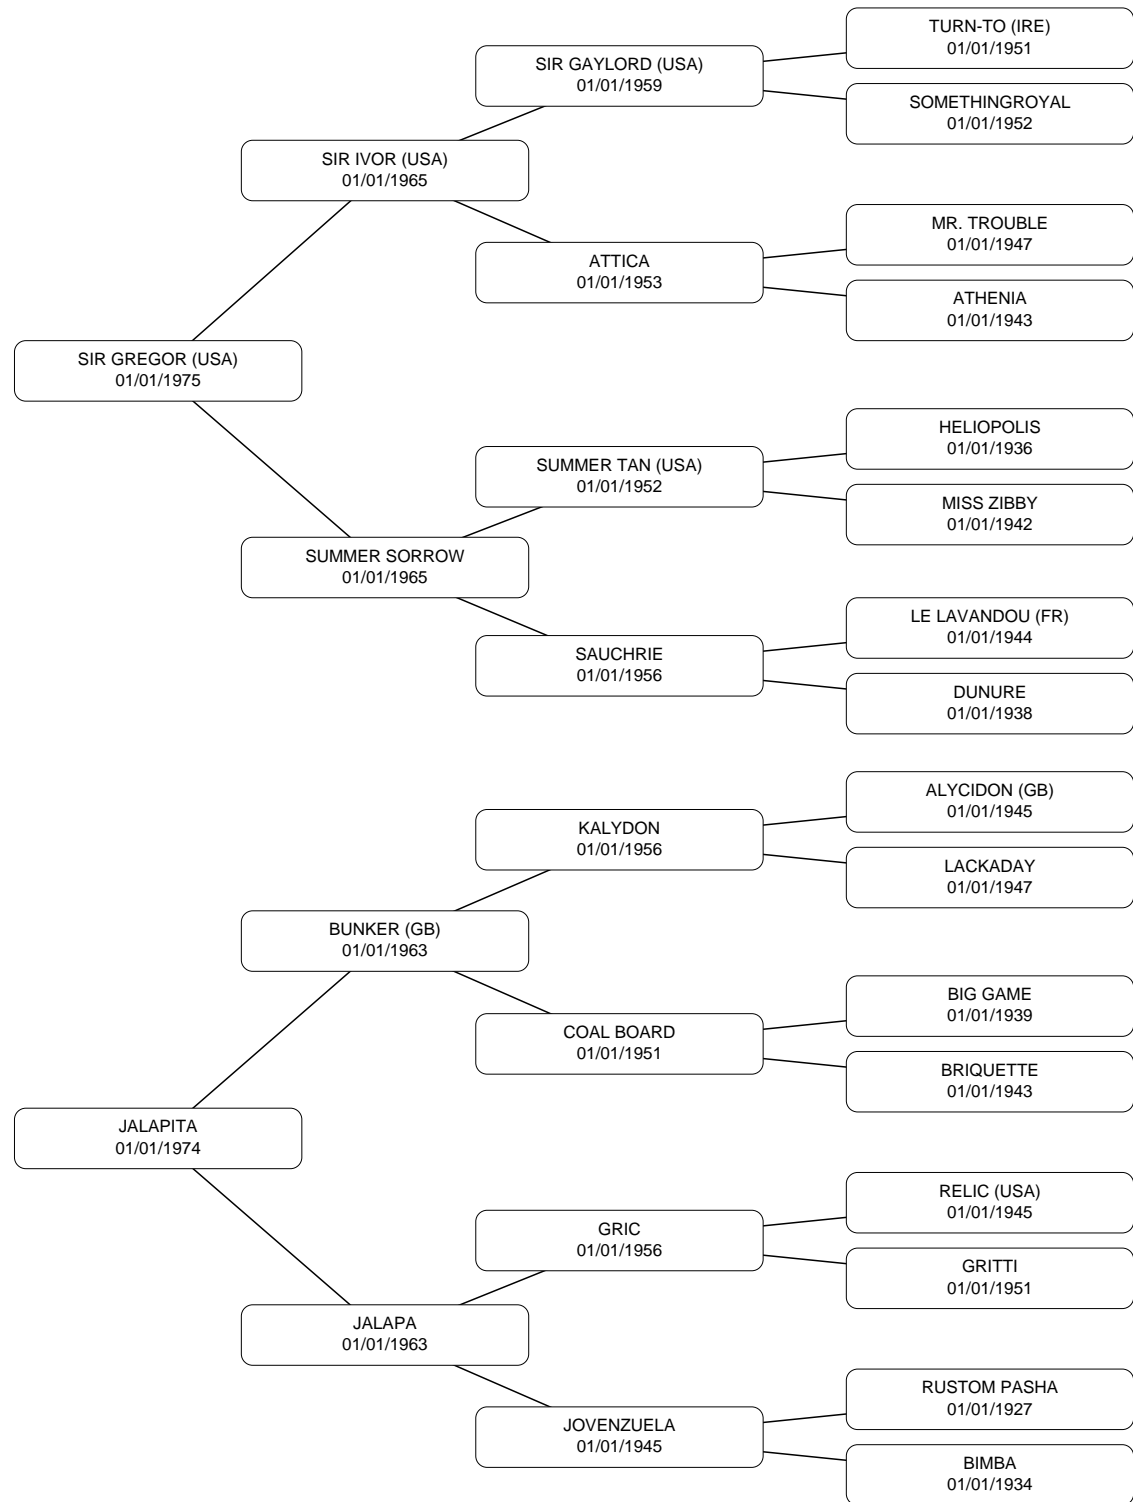 TURN-TO (IRE)
01/01/1951
SIR GAYLORD (USA)
01/01/1959
SOMETHINGROYAL
01/01/1952
SIR IVOR (USA)
01/01/1965
MR. TROUBLE
01/01/1947
ATTICA
01/01/1953
ATHENIA
01/01/1943
SIR GREGOR (USA)
01/01/1975
HELIOPOLIS
01/01/1936
SUMMER TAN (USA)
01/01/1952
MISS ZIBBY
01/01/1942
SUMMER SORROW
01/01/1965
LE LAVANDOU (FR)
01/01/1944
SAUCHRIE
01/01/1956
DUNURE
01/01/1938
ALYCIDON (GB)
01/01/1945
KALYDON
01/01/1956
LACKADAY
01/01/1947
BUNKER (GB)
01/01/1963
BIG GAME
01/01/1939
COAL BOARD
01/01/1951
BRIQUETTE
01/01/1943
JALAPITA
01/01/1974
RELIC (USA)
01/01/1945
GRIC
01/01/1956
GRITTI
01/01/1951
JALAPA
01/01/1963
RUSTOM PASHA
01/01/1927
JOVENZUELA
01/01/1945
BIMBA
01/01/1934